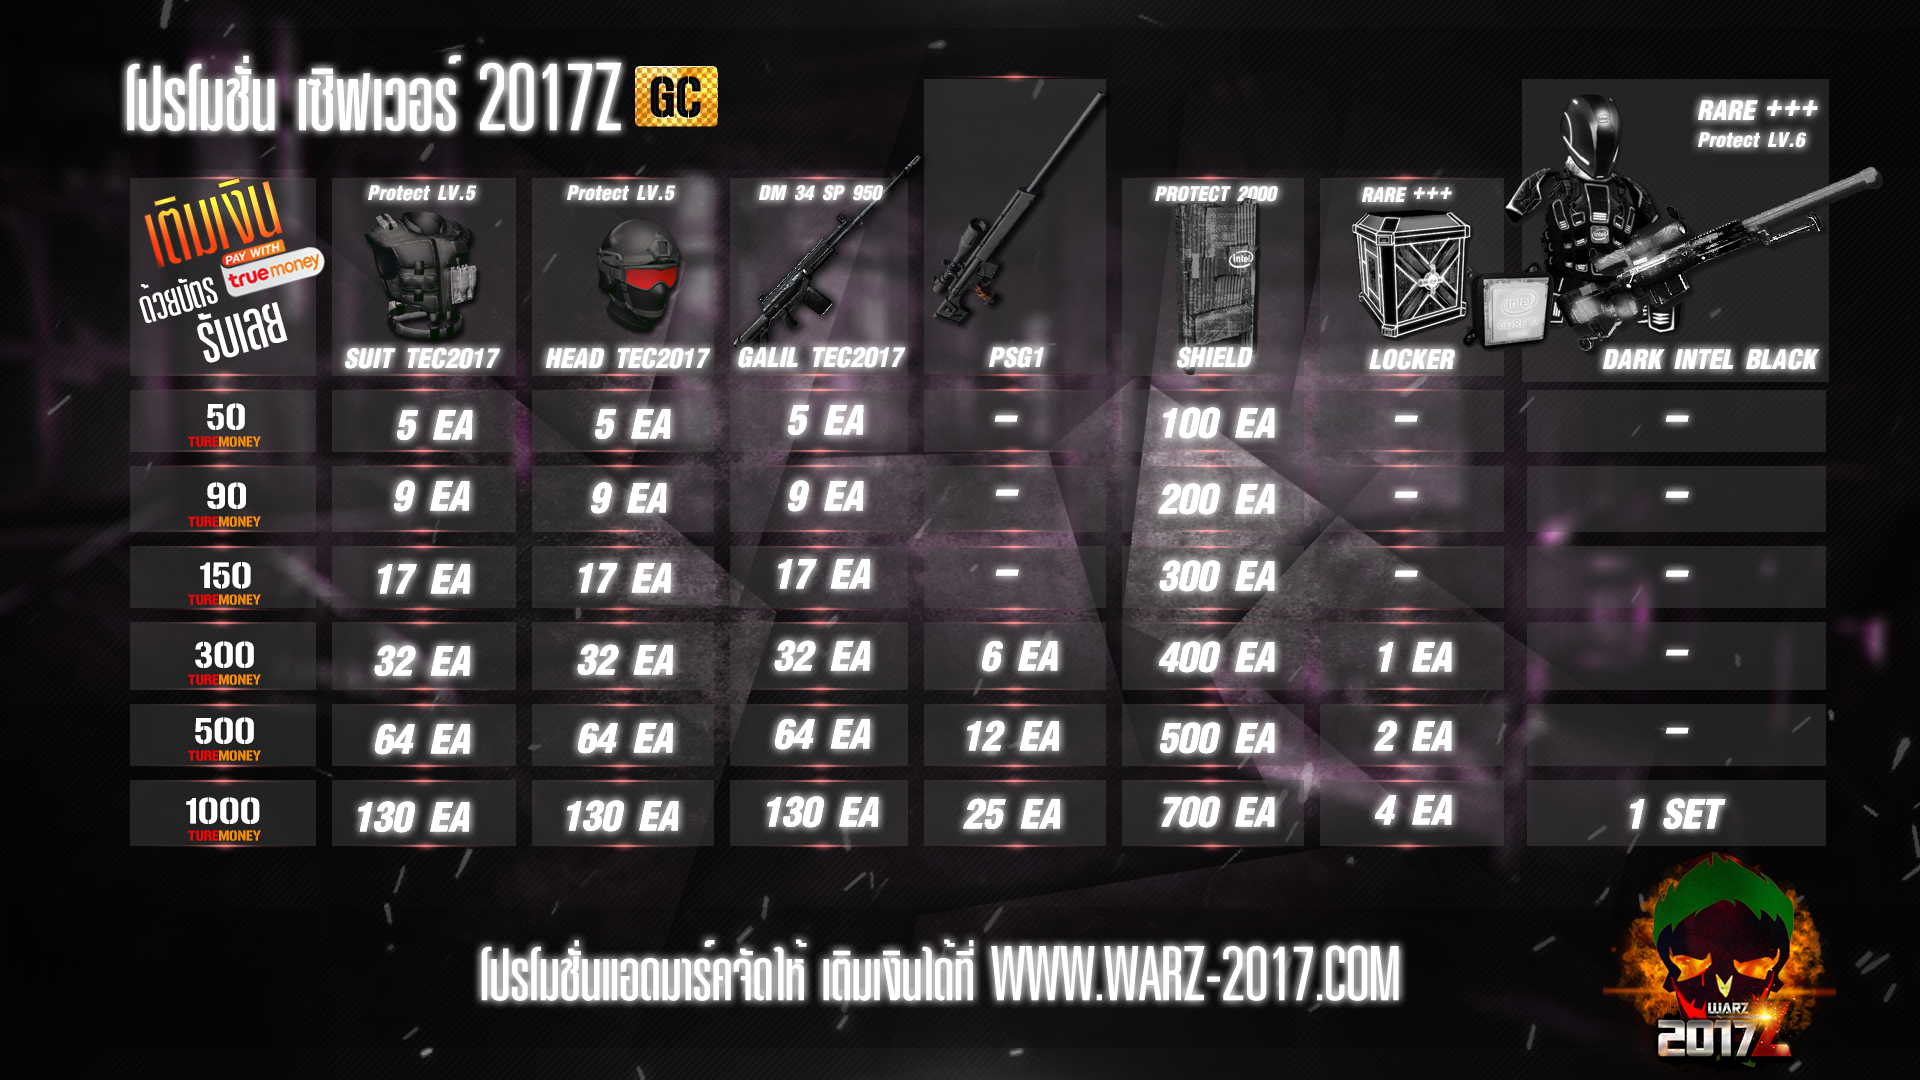 โปรโมชั่น เซิฟเวอร์ 2017Z GC
เติมเงิน
PAY WITH
truemoney
ด้วยบัตร
รับเลย
Protect LV.5
SUIT TEC2017
Protect LV.5
HEAD TEC2017
DM 34 SP 950
GALIL TEC2017
PSG1
PROTECT 2000
intel
SHIELD
RARE +++
LOCKER
RARE +++
Protect LV.6
intel
intel
CORE i7
DARK INTEL BLACK
50 TUREMONEY 5 EA 5 EA 5 EA - 100 EA - -
90 TUREMONEY 9 EA 9 EA 9 EA - 200 EA - -
150 TUREMONEY 17 EA 17 EA 17 EA - 300 EA - -
300 TUREMONEY 32 EA 32 EA 32 EA 6 EA 400 EA 1 EA -
500 TUREMONEY 64 EA 64 EA 64 EA 12 EA 500 EA 2 EA -
1000 TUREMONEY 130 EA 130 EA 130 EA 25 EA 700 EA 4 EA 1 SET
โปรโมชั่นแอดมาร์คจัดให้ เติมเงินได้ที่ WWW.WARZ-2017.COM
WARZ
2017Z